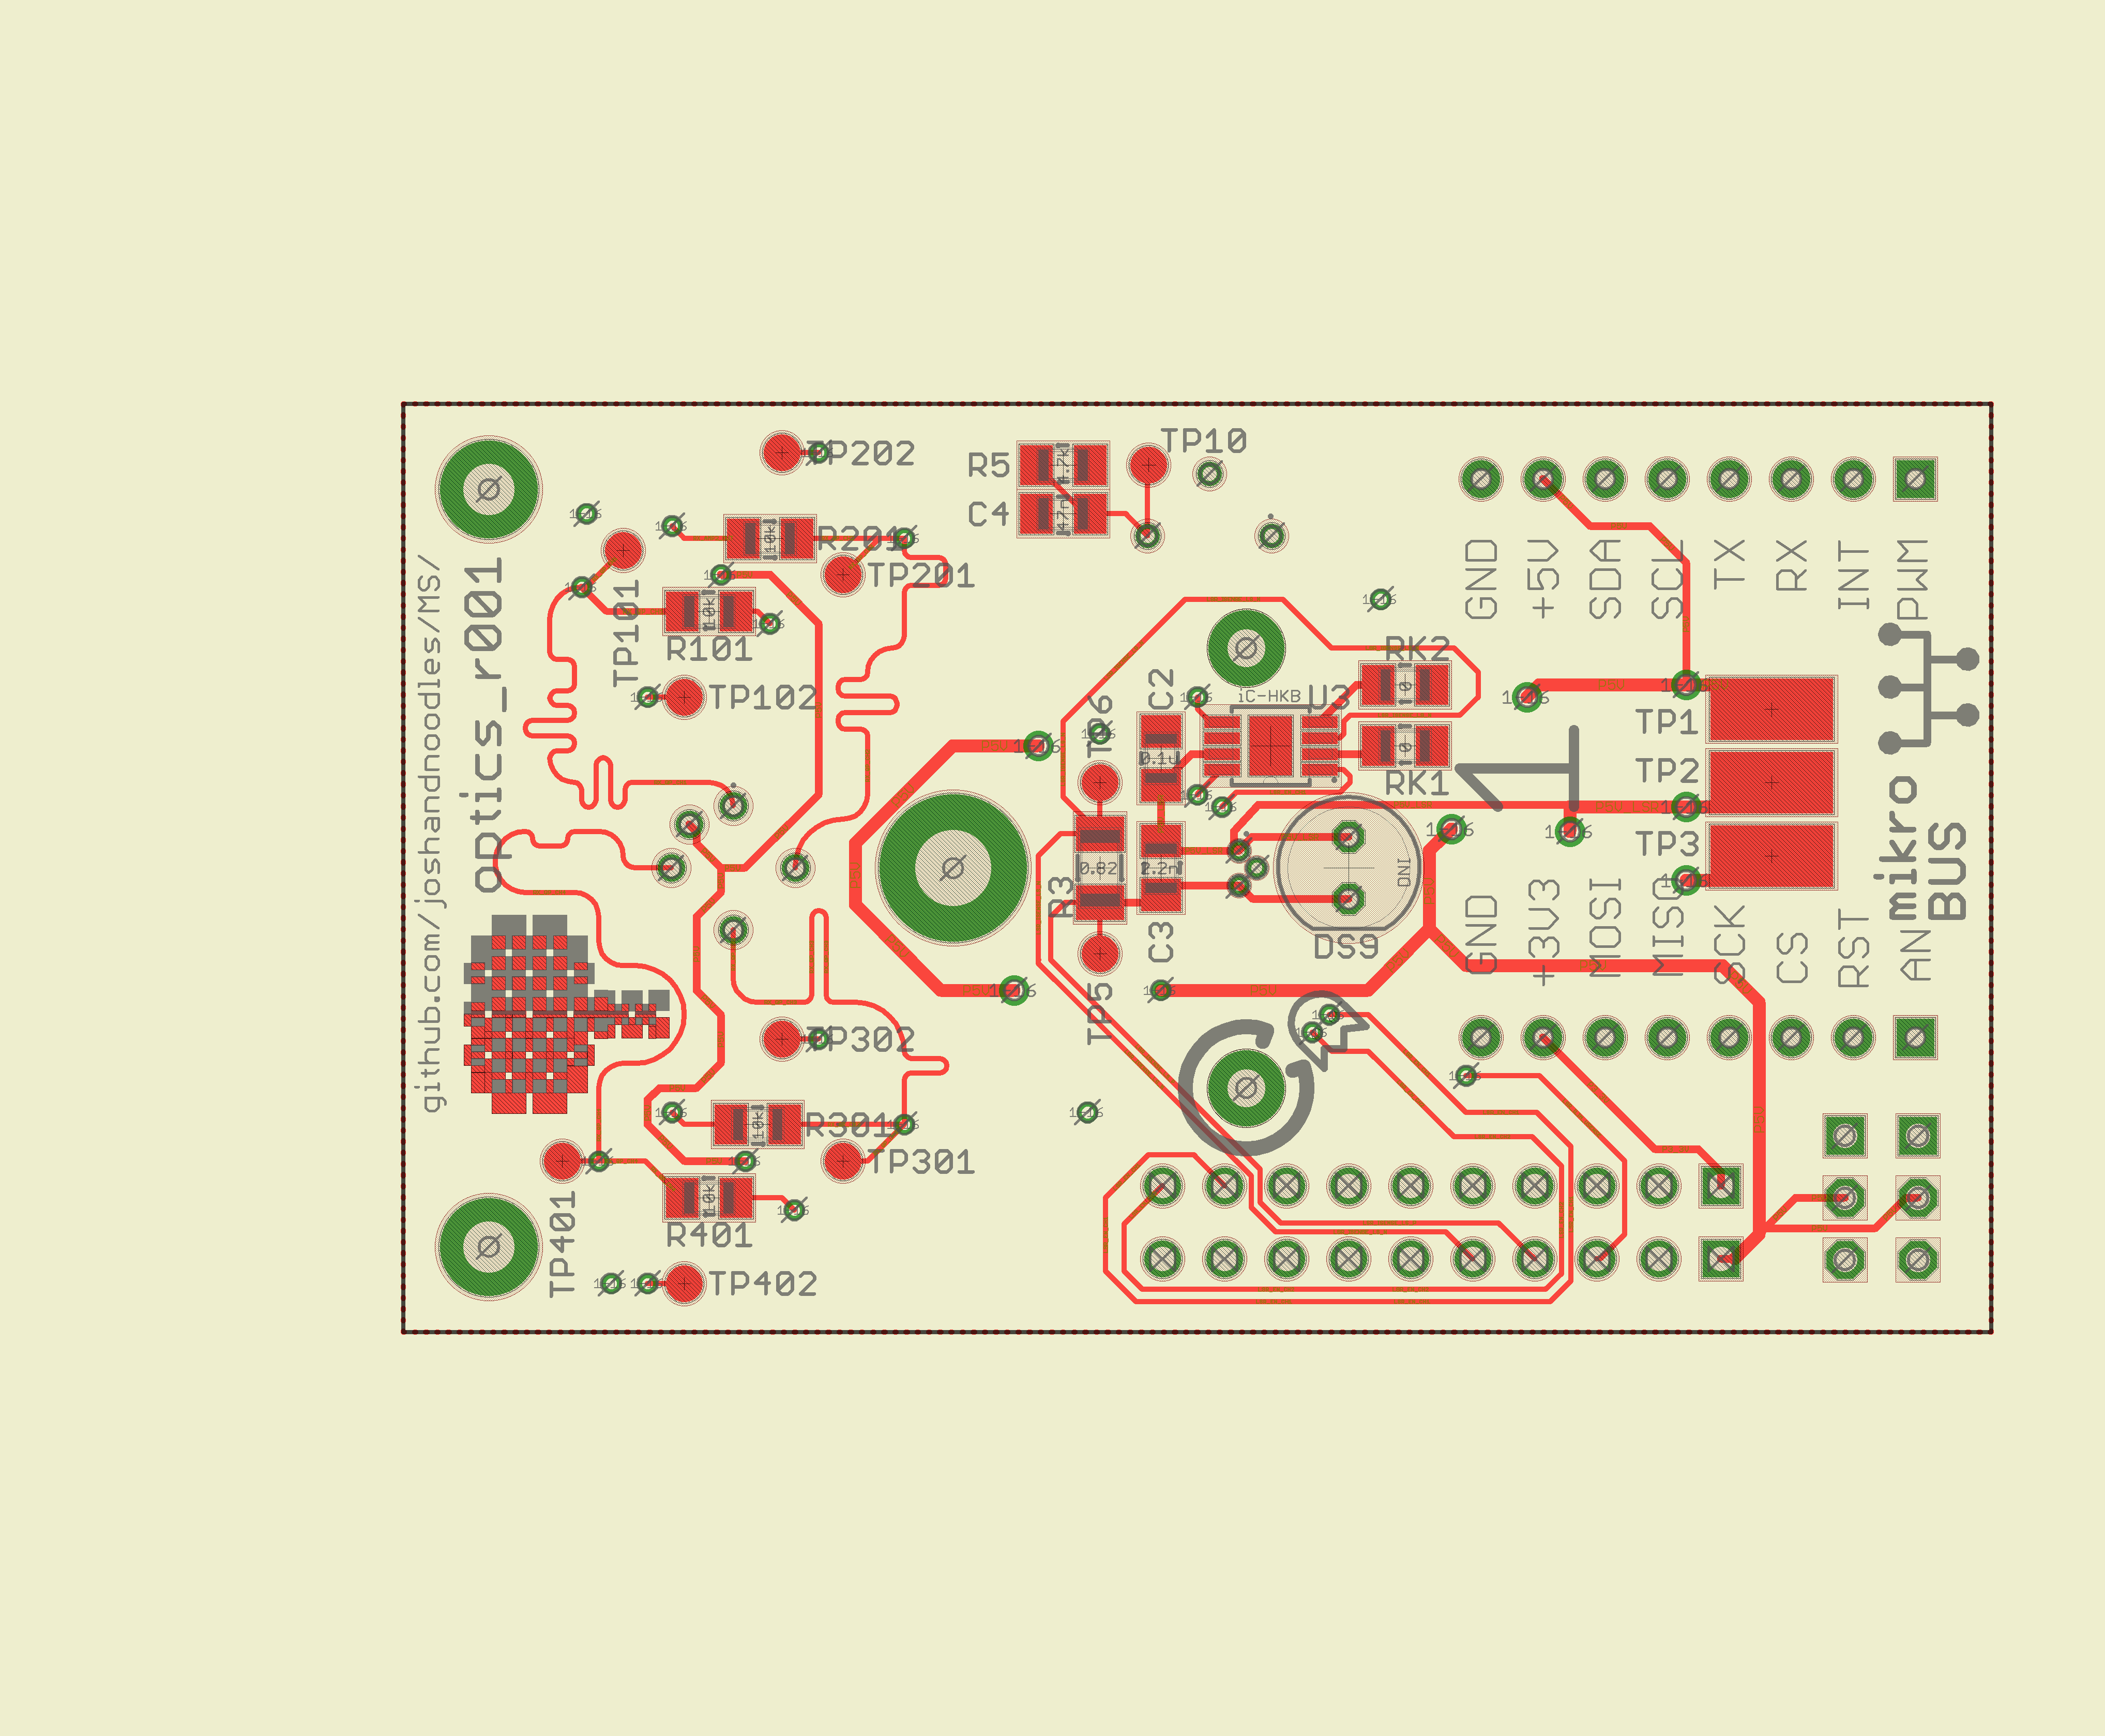 github.com/joshandnoodles/MS/
optics_r001
TP202
R201
10k
TP201
TP101
R101
10k
TP102
R5
4.7k
C4
47n
TP10
GND
+5V
SDA
SCL
TX
RX
INT
PWM
RK2
0
iC-HKB
U3
C2
0.1u
TP6
RK1
0
1
TP1
TP2
TP3
mikro
BUS
R3
0.82
2.2n
C3
TP5
DNI
DS9
GND
+3V3
MOSI
MISO
SCK
CS
RST
AN
TP302
R301
10k
TP301
TP401
R401
10k
TP402